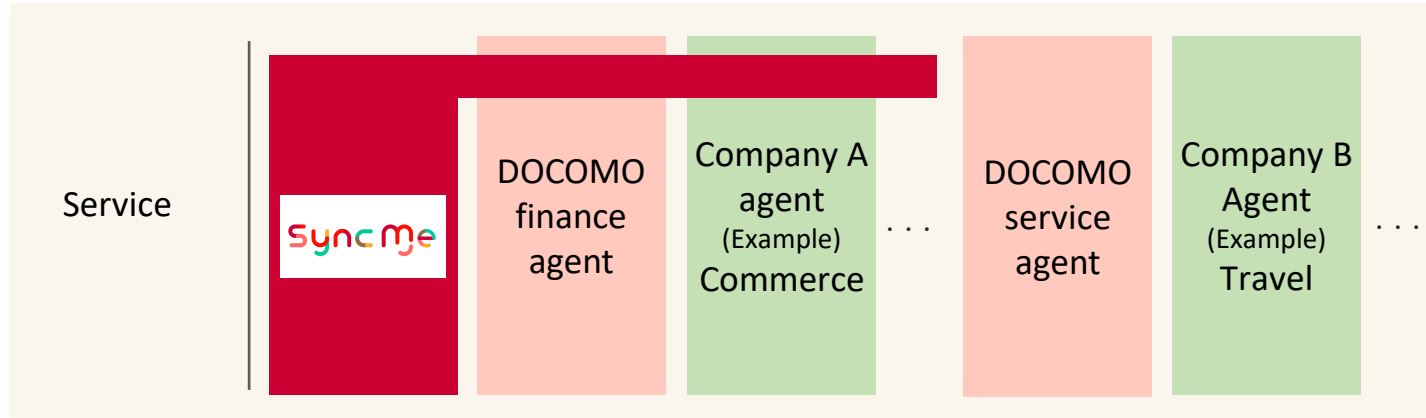 Service
SyncMe
DOCOMO
finance
agent
Company A
agent
(Example)
Commerce
. . .
DOCOMO
service
agent
Company B
Agent
(Example)
Travel
. . .